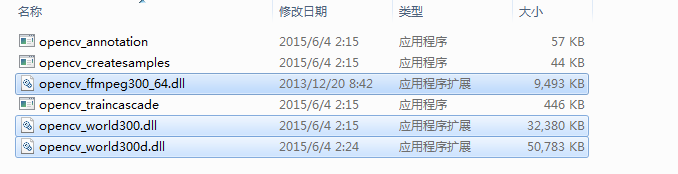 名称 修改日期 类型 大小
opencv_annotation 2015/6/4 2:15 应用程序 57 KB
opencv_createsamples 2015/6/4 2:15 应用程序 44 KB
opencv_ffmpeg300_64.dll 2013/12/20 8:42 应用程序扩展 9,493 KB
opencv_traincascade 2015/6/4 2:15 应用程序 446 KB
opencv_world300.dll 2015/6/4 2:15 应用程序扩展 32,380 KB
opencv_world300d.dll 2015/6/4 2:24 应用程序扩展 50,783 KB